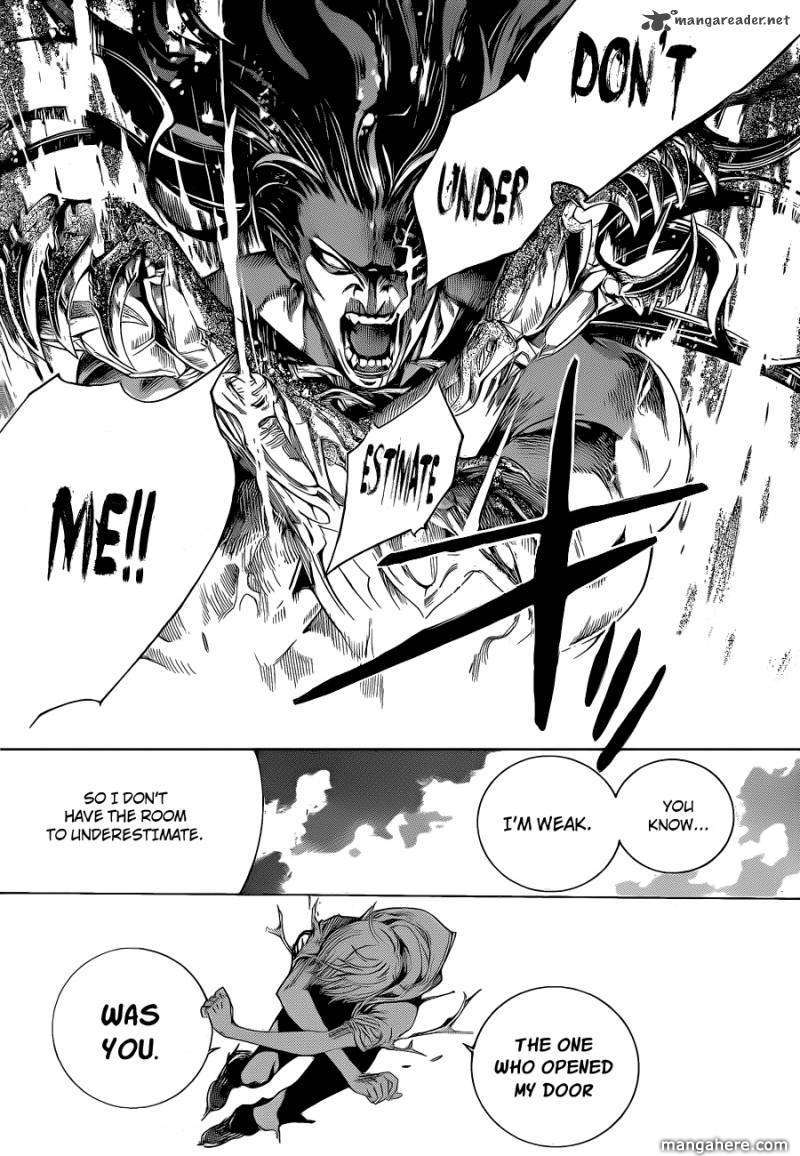 mangareader.net
DON'T
UNDER
ESTIMATE
ME!!
YOU
KNOW...
I'M WEAK.
SO I DON'T
HAVE THE ROOM
TO UNDERESTIMATE.
THE ONE
WHO OPENED
MY DOOR
WAS
YOU.
mangahere.com